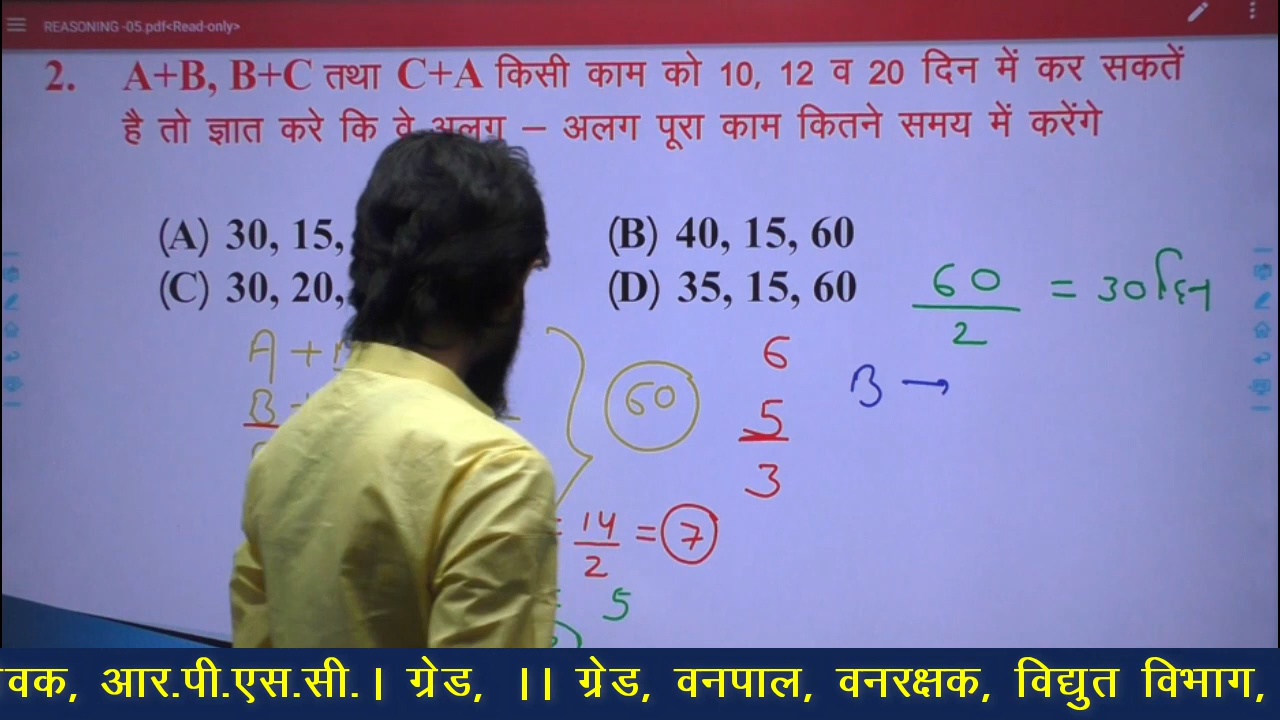 REASONING -05.pdf<Read-only>
2. A+B, B+C तथा C+A किसी काम को 10, 12 व 20 दिन में कर सकतें
है तो ज्ञात करे कि वे अलग – अलग पूरा काम कितने समय में करेंगे
(A) 30, 15, (B) 40, 15, 60
(C) 30, 20, (D) 35, 15, 60
60/2 = 30 दिन
A +
B
60
6
5
3
B →
= 14/2 = 7
5
आर.पी.एस.सी. | ग्रेड, || ग्रेड, वनपाल, वनरक्षक, विद्युत विभाग,